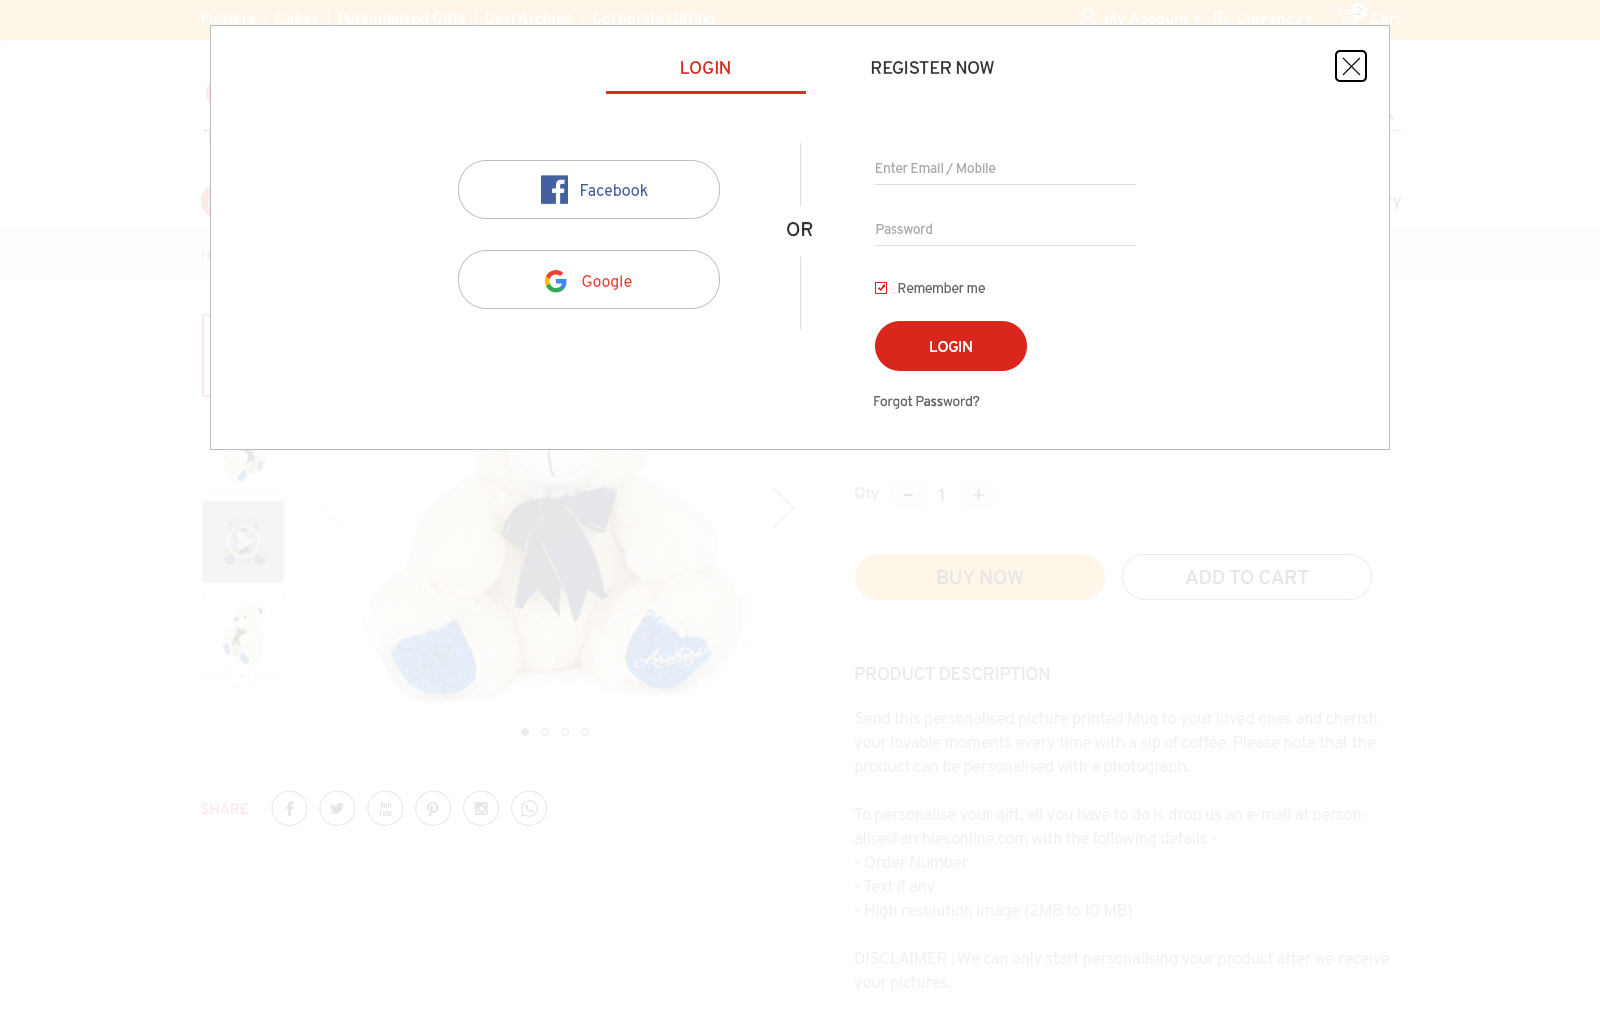 Flowers Cakes Personalized Gifts Desi Archies Corporate Gifting My Account Rs. Currency 2 Cart
LOGIN REGISTER NOW
Facebook
Google
OR
Enter Email / Mobile
Password
Remember me
LOGIN
Forgot Password?
Qty - 1 +
BUY NOW ADD TO CART
Archies
PRODUCT DESCRIPTION
Send this personalised picture printed Mug to your loved ones and cherish
your lovable moments every time with a sip of coffee. Please note that the
product can be personalised with a photograph.
To personalise your gift, all you have to do is drop us an e-mail at person-
alise@archiesonline.com with the following details -
- Order Number
- Text if any
- High resolution image (2MB to 10 MB)
DISCLAIMER : We can only start personalising your product after we receive
your pictures.
SHARE
You
Tube